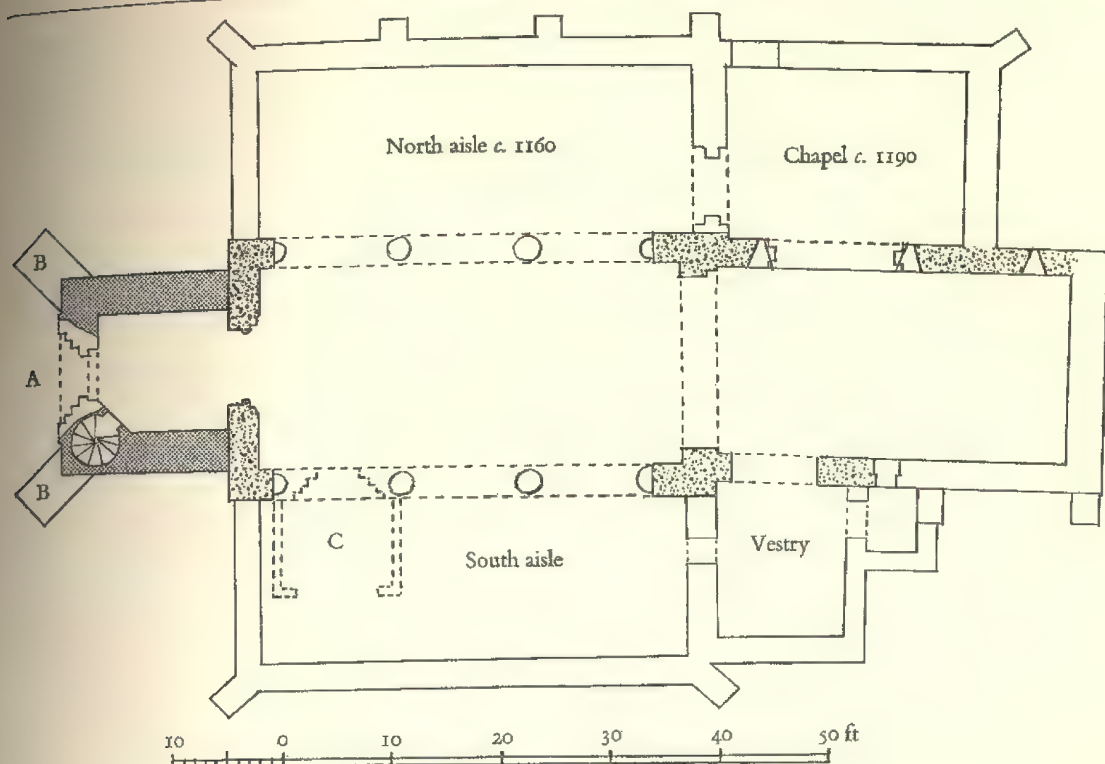 North aisle c. 1160
Chapel c. 1190
B
A
B
C
South aisle
Vestry
10 0 10 20 30 40 50 ft